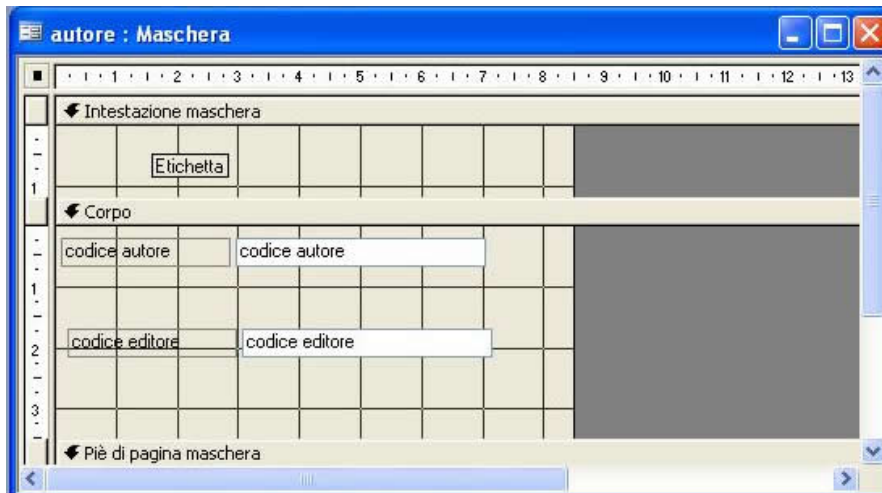 autore : Maschera
1 2 3 4 5 6 7 8 9 10 11 12 13
Intestazione maschera
Etichetta
1
Corpo
codice autore codice autore
1
codice editore codice editore
2
3
Piè di pagina maschera